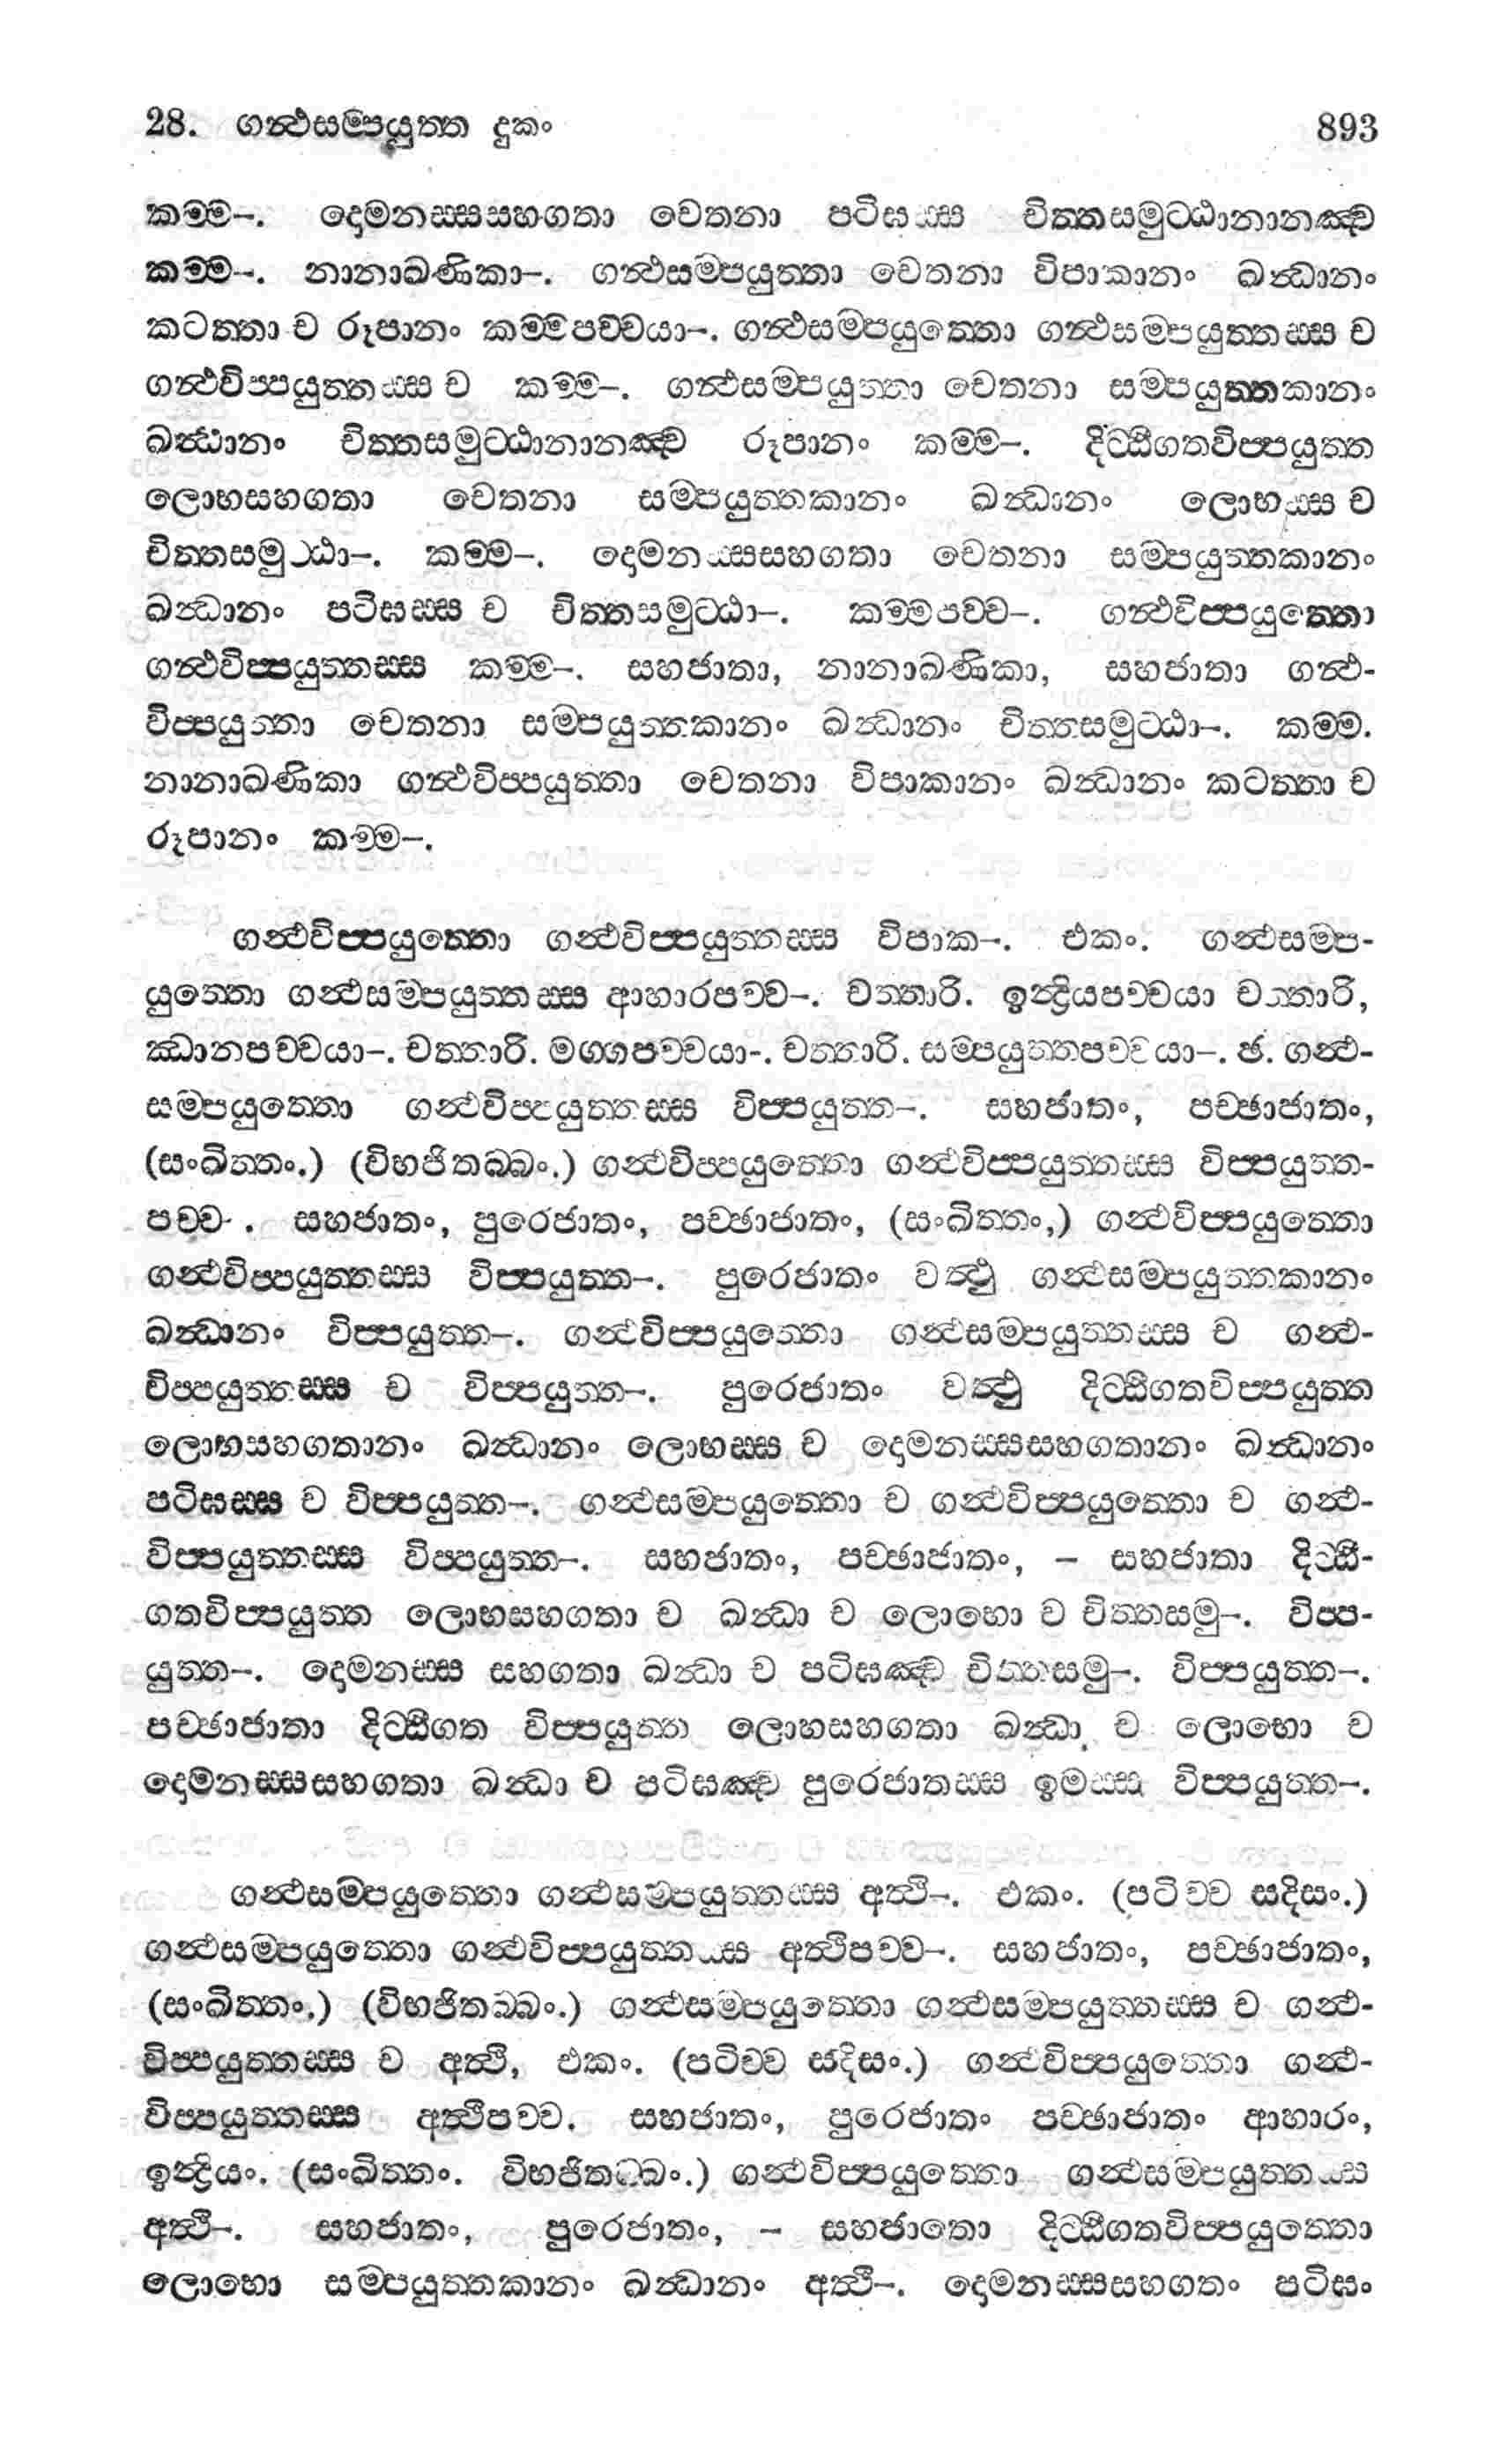 28. ගන්ථසම්පයුත්ත දුකං 893
කම්ම–. දොමනස්සසහගතා චෙතනා පටිඝස්ස චිත්තසමුට්ඨානානඤ්ච
කම්ම–. නානාඛණිකා–. ගන්ථසම්පයුත්තා චෙතනා විපාකානං ඛන්ධානං
කටත්තා ච රූපානං කම්මපච්චයා–. ගන්ථසම්පයුත්තො ගන්ථසම්පයුත්තස්ස ච
ගන්ථවිප්පයුත්තස්ස ච කම්ම–. ගන්ථසම්පයුත්තා චෙතනා සම්පයුත්තකානං
ඛන්ධානං චිත්තසමුට්ඨානානඤ්ච රූපානං කම්ම–. දිට්ඨිගතවිප්පයුත්ත
ලොභසහගතා චෙතනා සම්පයුත්තකානං ඛන්ධානං ලොභස්ස ච
චිත්තසමුට්ඨා–. කම්ම–. දොමනස්සසහගතා චෙතනා සම්පයුත්තකානං
ඛන්ධානං පටිඝස්ස ච චිත්තසමුට්ඨා–. කම්මපච්ච–. ගන්ථවිප්පයුත්තො
ගන්ථවිප්පයුත්තස්ස කම්ම–. සහජාතා, නානාඛණිකා, සහජාතා ගන්ථ-
විප්පයුත්තා චෙතනා සම්පයුත්තකානං ඛන්ධානං චිත්තසමුට්ඨා–. කම්ම.
නානාඛණිකා ගන්ථවිප්පයුත්තා චෙතනා විපාකානං ඛන්ධානං කටත්තා ච
රූපානං කම්ම–.
ගන්ථවිප්පයුත්තො ගන්ථවිප්පයුත්තස්ස විපාක–. එකං. ගන්ථසම්ප-
යුත්තො ගන්ථසම්පයුත්තස්ස ආහාරපච්ච–. චත්තාරි. ඉන්ද්‍රියපච්චයා චත්තාරි,
ඣානපච්චයා–. චත්තාරි. මග්ගපච්චයා-. චත්තාරි. සම්පයුත්තපච්චයා–. ඡ. ගන්ථ-
සම්පයුත්තො ගන්ථවිප්පයුත්තස්ස විප්පයුත්ත–. සහජාතං, පච්ඡාජාතං,
(සංඛිත්තං.) (විභජිතබ්බං.) ගන්ථවිප්පයුත්තො ගන්ථවිප්පයුත්තස්ස විප්පයුත්ත-
පච්ච . සහජාතං, පුරෙජාතං, පච්ඡාජාතං, (සංඛිත්තං,) ගන්ථවිප්පයුත්තො
ගන්ථවිප්පයුත්තස්ස විප්පයුත්ත–. පුරෙජාතං වත්ථු ගන්ථසම්පයුත්තකානං
ඛන්ධානං විප්පයුත්ත–. ගන්ථවිප්පයුත්තො ගන්ථසම්පයුත්තස්ස ච ගන්ථ-
විප්පයුත්තස්ස ච විප්පයුත්ත–. පුරෙජාතං වත්ථු දිට්ඨිගතවිප්පයුත්ත
ලොභසහගතානං ඛන්ධානං ලොභස්ස ච දොමනස්සසහගතානං ඛන්ධානං
පටිඝස්ස ච විප්පයුත්ත–. ගන්ථසම්පයුත්තො ච ගන්ථවිප්පයුත්තො ච ගන්ථ-
විප්පයුත්තස්ස විප්පයුත්ත–. සහජාතං, පච්ඡාජාතං, – සහජාතා දිට්ඨි-
ගතවිප්පයුත්ත ලොභසහගතා ච ඛන්ධා ච ලොහො ච චිත්තසමු–. විප්ප-
යුත්ත–. දොමනස්ස සහගතා ඛන්ධා ච පටිඝඤ්ච චිත්තසමු–. විප්පයුත්ත–.
පච්ඡාජාතා දිට්ඨිගත විප්පයුත්ත ලොභසහගතා ඛන්ධා ච ලොභො ච
දොමනස්සසහගතා ඛන්ධා ච පටිඝඤ්ච පුරෙජාතස්ස ඉමස්ස විප්පයුත්ත–.
ගන්ථසම්පයුත්තො ගන්ථසම්පයුත්තස්ස අත්ථි–. එකං. (පටිච්ච සදිසං.)
ගන්ථසම්පයුත්තො ගන්ථවිප්පයුත්තස්ස අත්ථිපච්ච–. සහජාතං, පච්ඡාජාතං,
(සංඛිත්තං.) (විභජිතබ්බං.) ගන්ථසම්පයුත්තො ගන්ථසම්පයුත්තස්ස ච ගන්ථ-
විප්පයුත්තස්ස ච අත්ථි, එකං. (පටිච්ච සදිසං.) ගන්ථවිප්පයුත්තො ගන්ථ-
විප්පයුත්තස්ස අත්ථිපච්ච. සහජාතං, පුරෙජාතං පච්ඡාජාතං ආහාරං,
ඉන්ද්‍රියං. (සංඛිත්තං. විභජිතබ්බං.) ගන්ථවිප්පයුත්තො ගන්ථසම්පයුත්තස්ස
අත්ථි–. සහජාතං, පුරෙජාතං, – සහජාතො දිට්ඨිගතවිප්පයුත්තො
ලොහො සම්පයුත්තකානං ඛන්ධානං අත්ථි–. දොමනස්සසහගතං පටිඝං